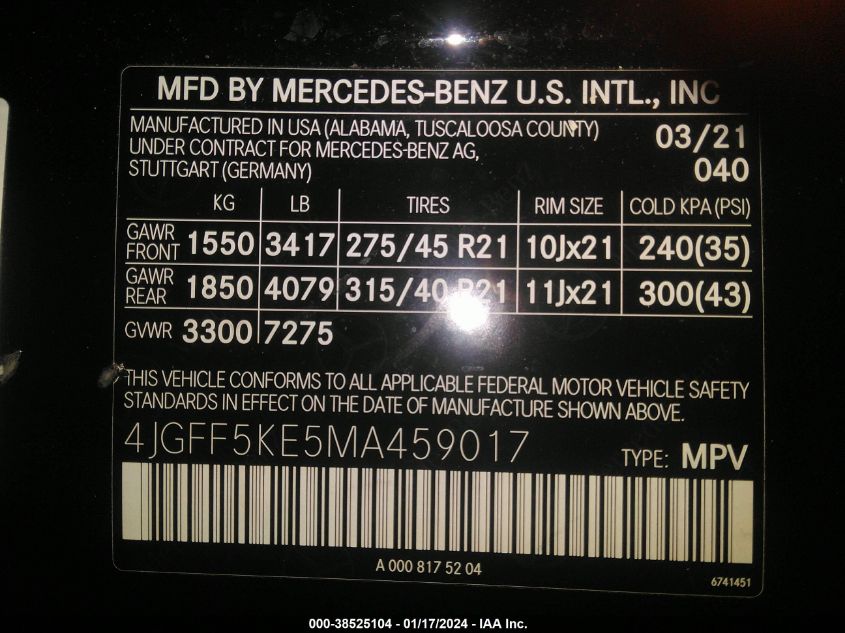 MFD BY MERCEDES-BENZ U.S. INTL., INC
MANUFACTURED IN USA (ALABAMA, TUSCALOOSA COUNTY) 03/21
UNDER CONTRACT FOR MERCEDES-BENZ AG, 040
STUTTGART (GERMANY)
KG LB TIRES RIM SIZE COLD KPA (PSI)
GAWR FRONT 1550 3417 275/45 R21 10Jx21 240(35)
GAWR REAR 1850 4079 315/40 R21 11Jx21 300(43)
GVWR 3300 7275
THIS VEHICLE CONFORMS TO ALL APPLICABLE FEDERAL MOTOR VEHICLE SAFETY
STANDARDS IN EFFECT ON THE DATE OF MANUFACTURE SHOWN ABOVE.
4JGFF5KE5MA459017 TYPE: MPV
A 000 817 52 04
6741451
000-38525104 - 01/17/2024 - IAA Inc.